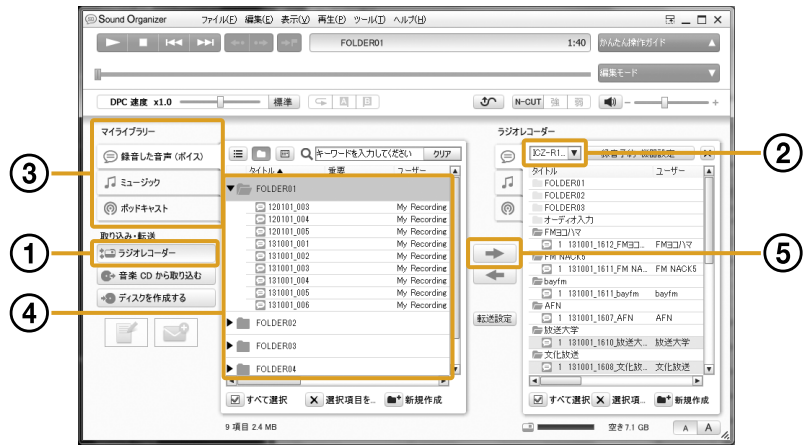 Sound Organizer ファイル(F) 編集(E) 表示(V) 再生(P) ツール(T) ヘルプ(H)
FOLDER01 1:40 かんたん操作ガイド
編集モード
DPC 速度 x1.0 標準 N-CUT 強 弱
マイライブラリー
録音した音声 (ボイス)
ミュージック
ポッドキャスト
取り込み・転送
ラジオレコーダー
音楽 CD から取り込む
ディスクを作成する
③
①
④
キーワードを入力してください クリア
タイトル 重要 ユーザー
FOLDER01
120101_003 My Recording
120101_004 My Recording
120101_005 My Recording
131001_001 My Recording
131001_002 My Recording
131001_003 My Recording
131001_004 My Recording
131001_005 My Recording
131001_006 My Recording
FOLDER02
FOLDER03
FOLDER04
すべて選択 選択項目を.. 新規作成
9 項目 2.4 MB
転送設定
ラジオレコーダー
ICZ-R1...
タイトル ユーザー
FOLDER01
FOLDER02
FOLDER03
オーディオ入力
FMヨコハマ
1 131001_1612_FMヨコ.. FMヨコハマ
FM NACK5
1 131001_1611_FM NA.. FM NACK5
bayfm
1 131001_1611_bayfm bayfm
AFN
1 131001_1607_AFN AFN
放送大学
1 131001_1610_放送大.. 放送大学
文化放送
1 131001_1608_文化放.. 文化放送
すべて選択 選択項... 新規作成
空き7.1 GB A A
②
⑤